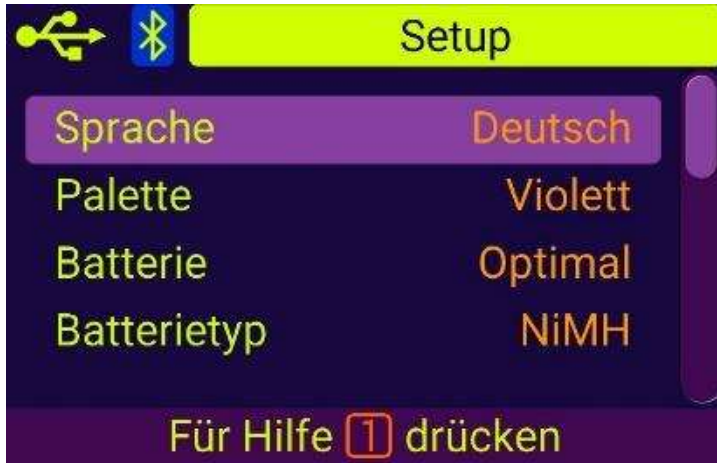 Setup
Sprache Deutsch
Palette Violett
Batterie Optimal
Batterietyp NiMH
Für Hilfe 1 drücken